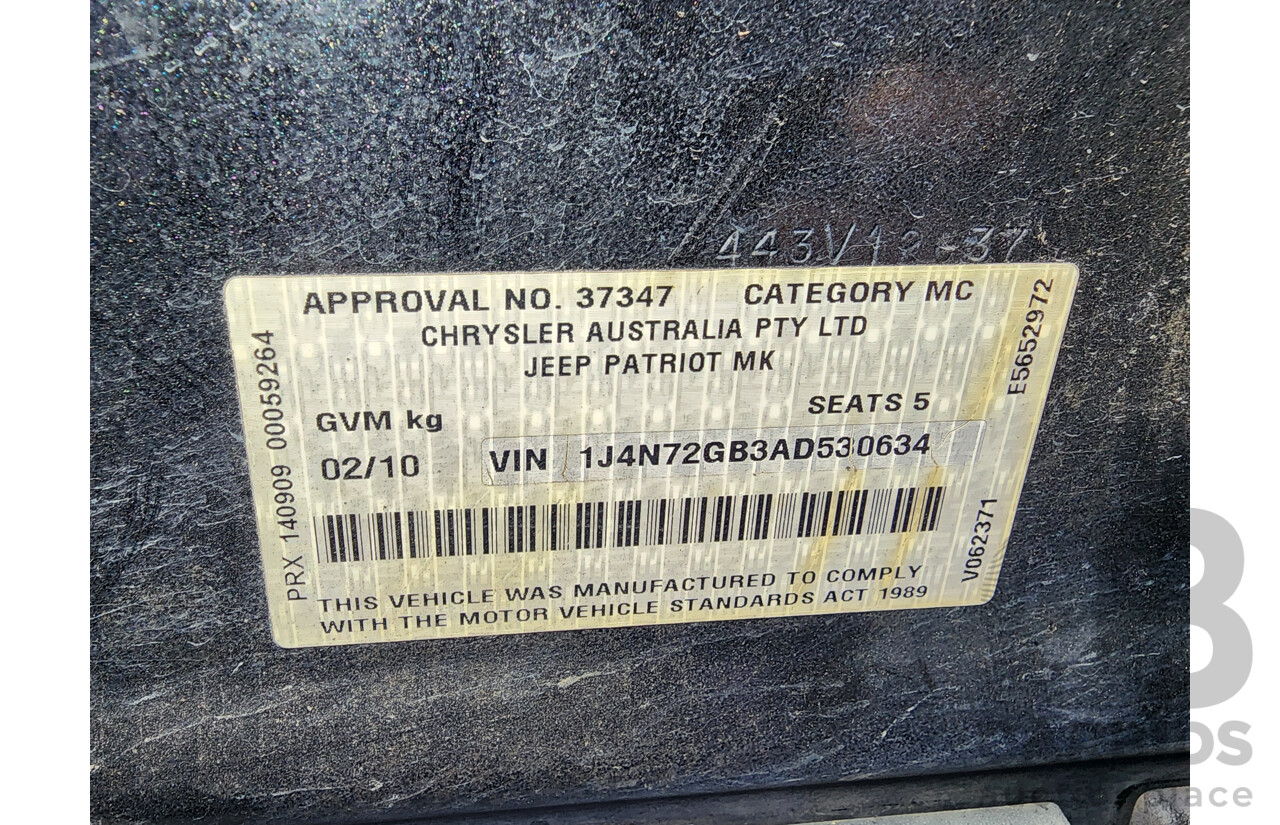 443V12-37
APPROVAL NO. 37347 CATEGORY MC
CHRYSLER AUSTRALIA PTY LTD
JEEP PATRIOT MK
SEATS 5
GVM kg
02/10 VIN 1J4N72GB3AD530634
THIS VEHICLE WAS MANUFACTURED TO COMPLY
WITH THE MOTOR VEHICLE STANDARDS ACT 1989
PRX 140909 00059264
E5652972
V062371